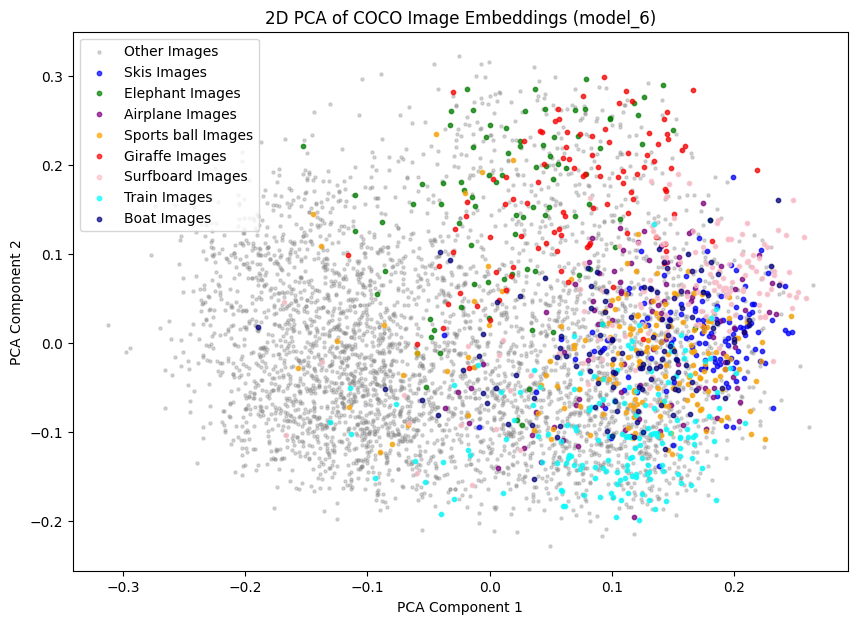 2D PCA of COCO Image Embeddings (model_6)
Other Images
Skis Images
Elephant Images
Airplane Images
Sports ball Images
Giraffe Images
Surfboard Images
Train Images
Boat Images
PCA Component 2
0.3
0.2
0.1
0.0
−0.1
−0.2
−0.3 −0.2 −0.1 0.0 0.1 0.2
PCA Component 1